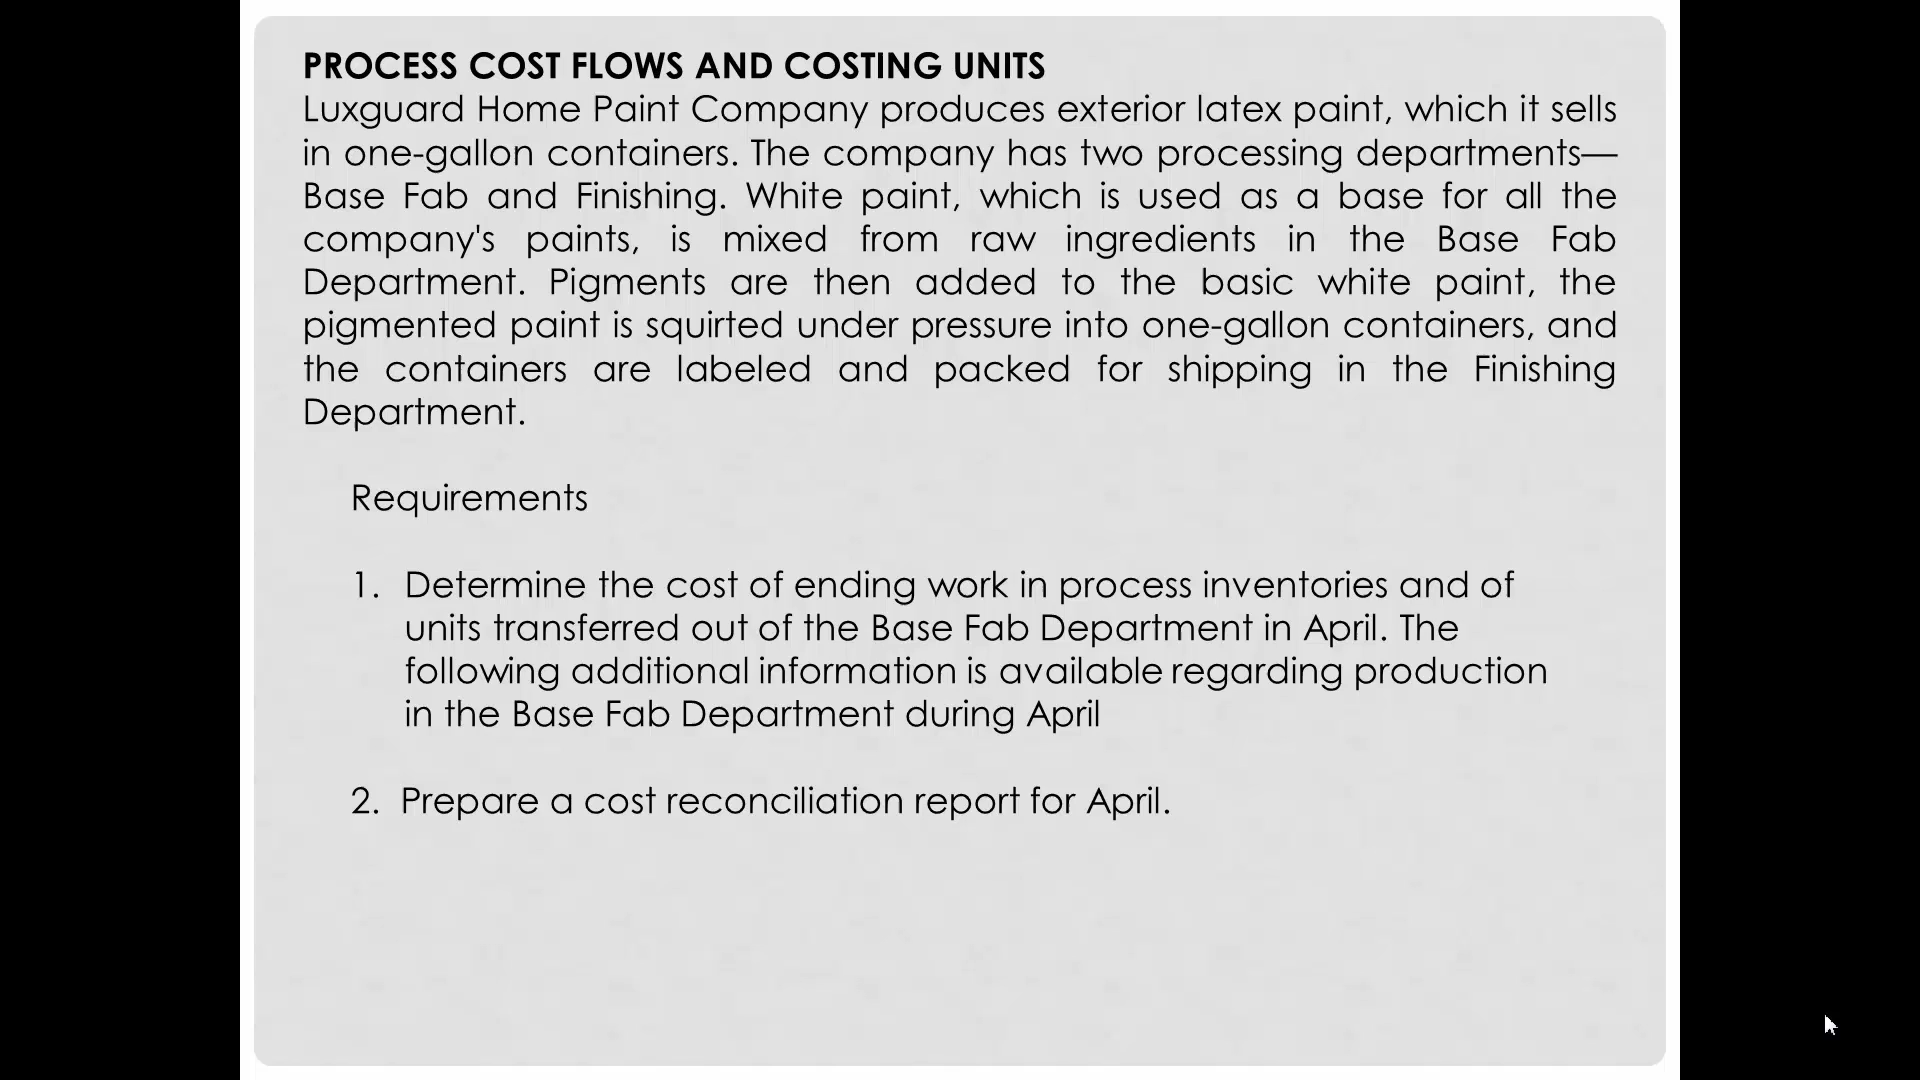 PROCESS COST FLOWS AND COSTING UNITS
Luxguard Home Paint Company produces exterior latex paint, which it sells
in one-gallon containers. The company has two processing departments—
Base Fab and Finishing. White paint, which is used as a base for all the
company's paints, is mixed from raw ingredients in the Base Fab
Department. Pigments are then added to the basic white paint, the
pigmented paint is squirted under pressure into one-gallon containers, and
the containers are labeled and packed for shipping in the Finishing
Department.
Requirements
1. Determine the cost of ending work in process inventories and of
units transferred out of the Base Fab Department in April. The
following additional information is available regarding production
in the Base Fab Department during April
2. Prepare a cost reconciliation report for April.